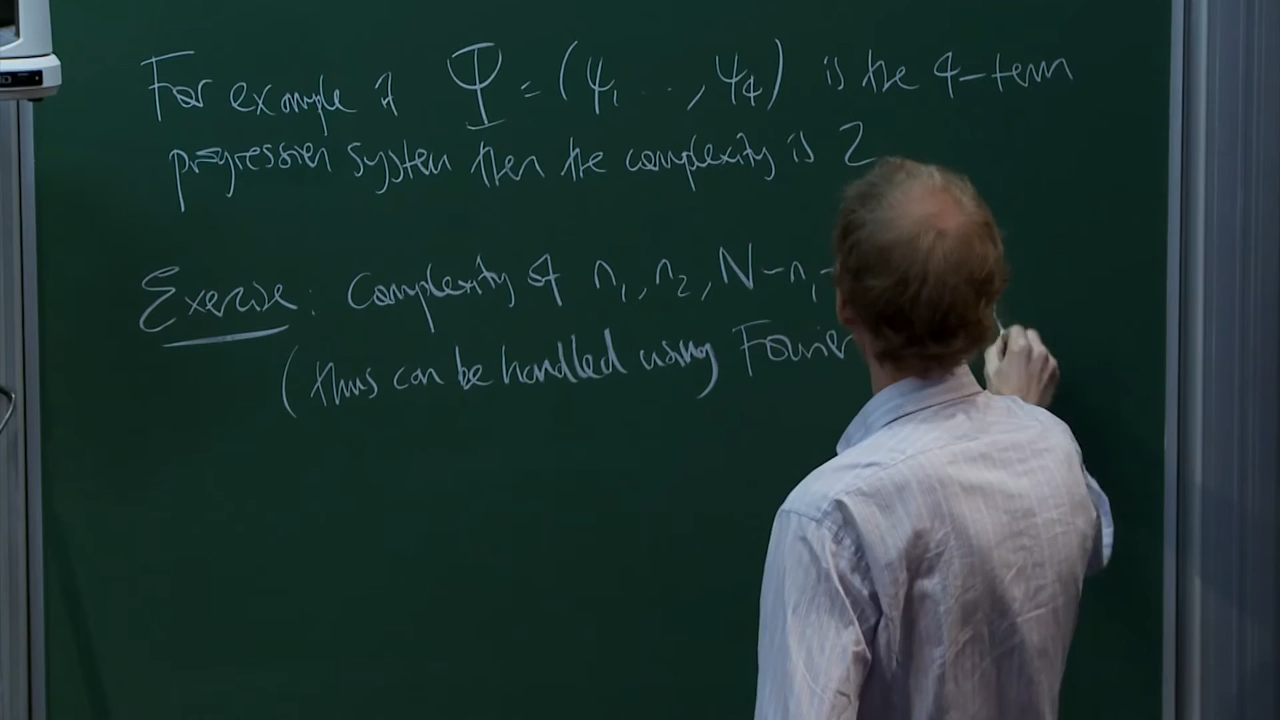 For example if Ψ = (ψ₁ ..., ψ₄) is the 4-term
progression system then the complexity is 2
Exercise: Complexity of n₁, n₂, N-n₁-
(thus can be handled using Fourier